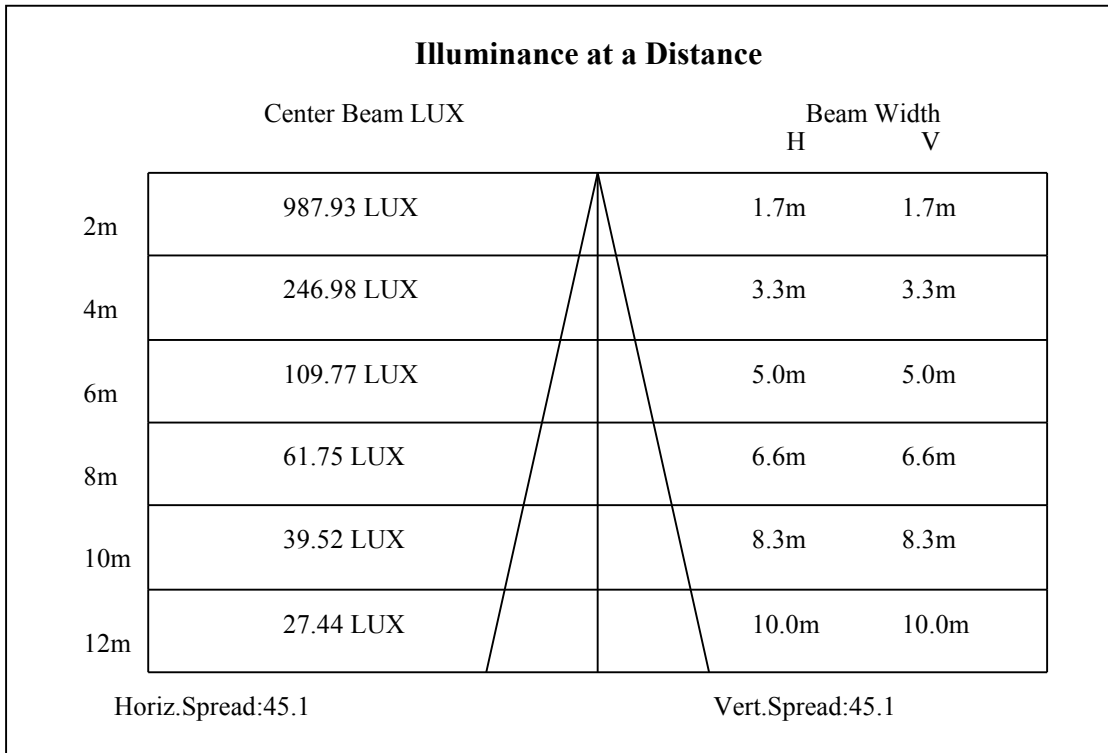 Illuminance at a Distance
Center Beam LUX Beam Width
H V
2m 987.93 LUX 1.7m 1.7m
4m 246.98 LUX 3.3m 3.3m
6m 109.77 LUX 5.0m 5.0m
8m 61.75 LUX 6.6m 6.6m
10m 39.52 LUX 8.3m 8.3m
12m 27.44 LUX 10.0m 10.0m
Horiz.Spread:45.1 Vert.Spread:45.1